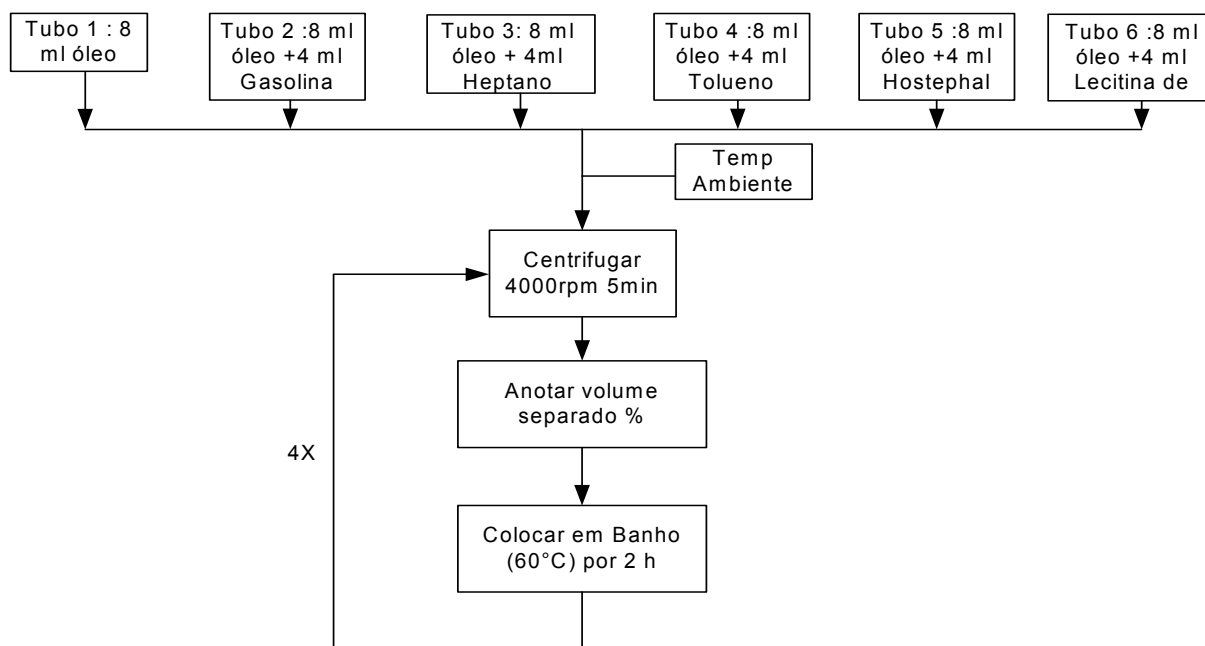 Tubo 1 : 8
ml óleo
Tubo 2 :8 ml
óleo +4 ml
Gasolina
Tubo 3: 8 ml
óleo + 4ml
Heptano
Tubo 4 :8 ml
óleo +4 ml
Tolueno
Tubo 5 :8 ml
óleo +4 ml
Hostephal
Tubo 6 :8 ml
óleo +4 ml
Lecitina de
Temp
Ambiente
Centrifugar
4000rpm 5min
Anotar volume
separado %
4X
Colocar em Banho
(60°C) por 2 h